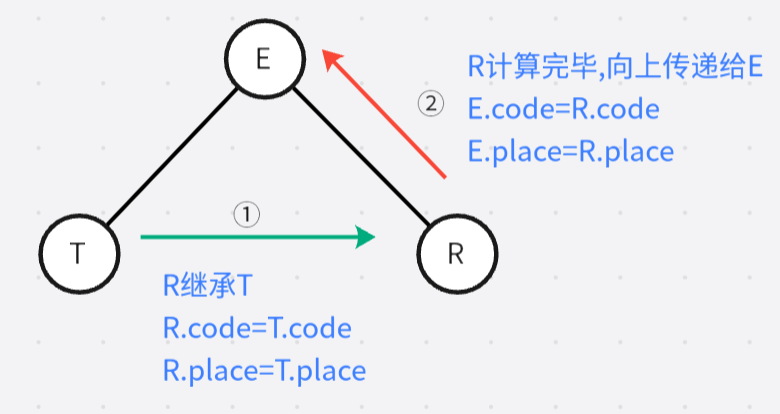 E
R计算完毕,向上传递给E
② E.code=R.code
E.place=R.place
①
T
R
R继承T
R.code=T.code
R.place=T.place